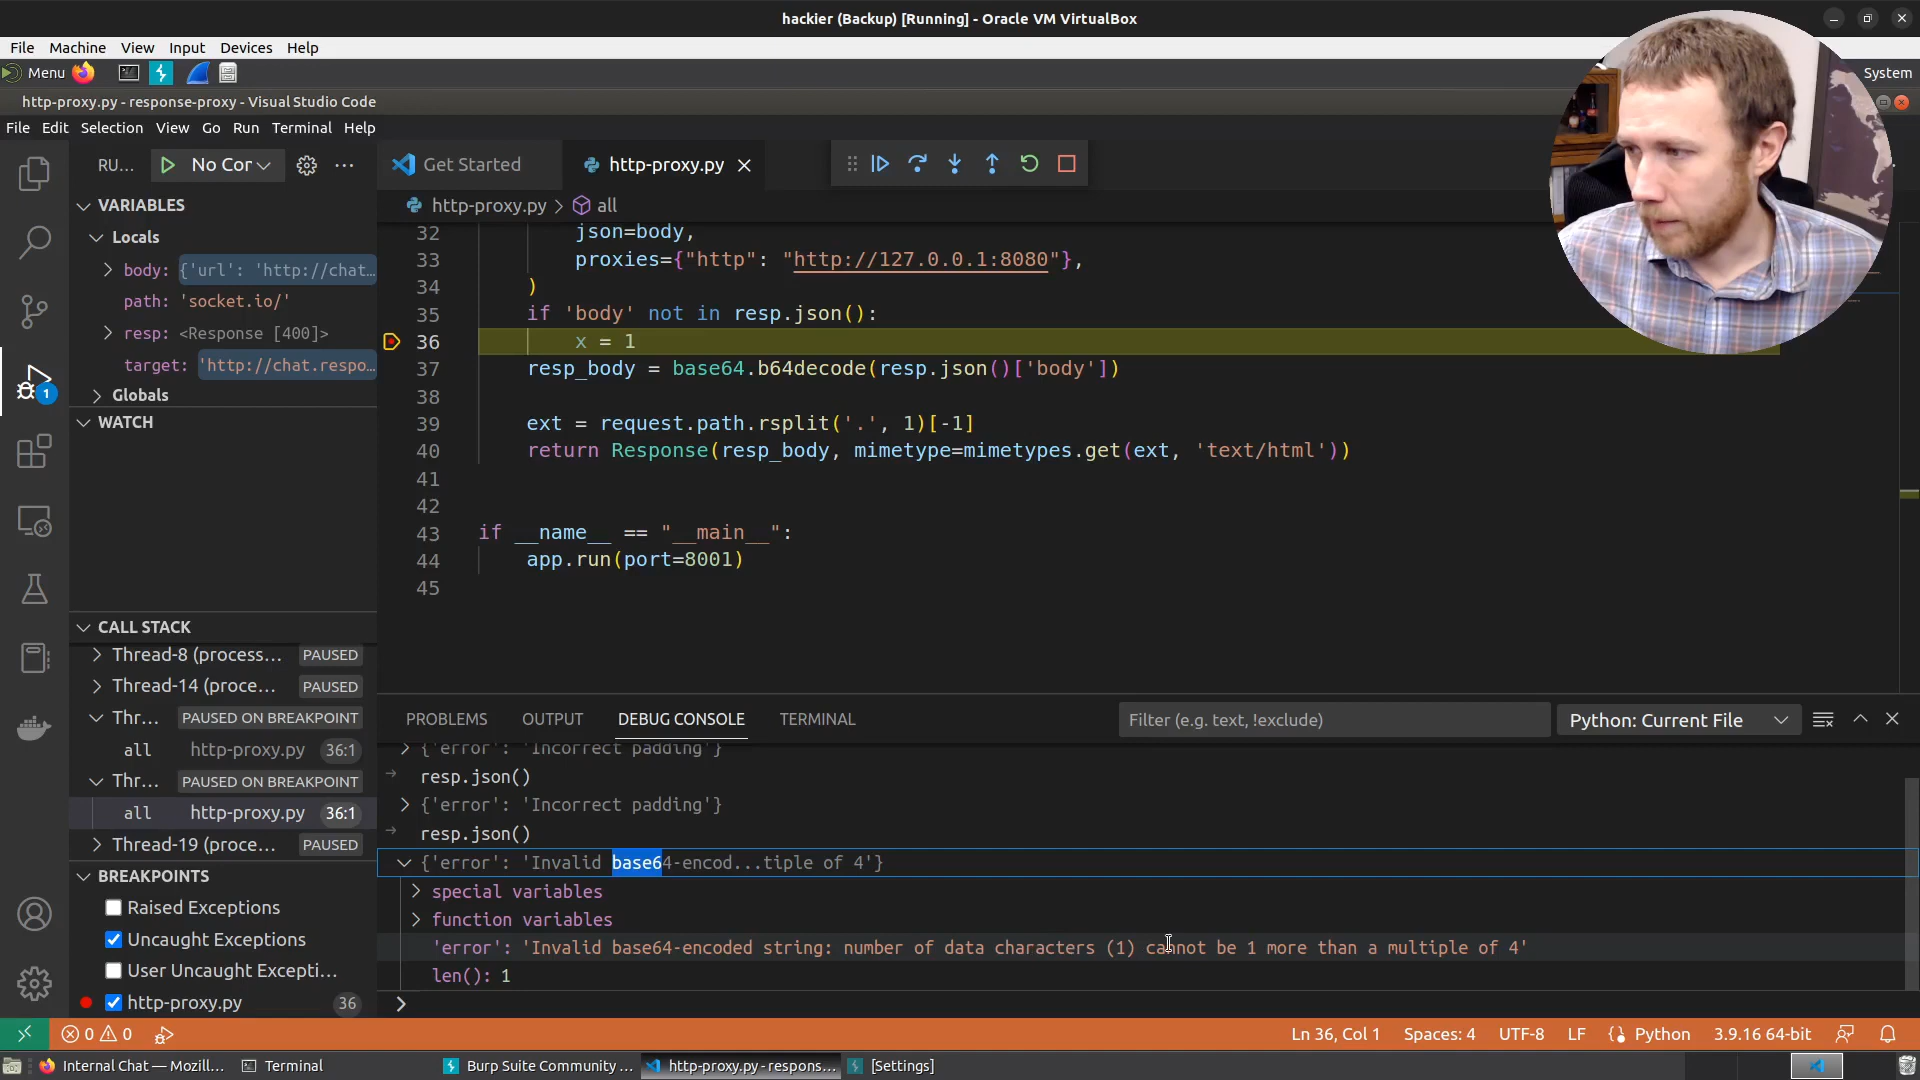 hackier (Backup) [Running] - Oracle VM VirtualBox
File Machine View Input Devices Help
Menu
System
http-proxy.py - response-proxy - Visual Studio Code
File Edit Selection View Go Run Terminal Help
RU... No Cor
Get Started
http-proxy.py
http-proxy.py > all
VARIABLES
Locals
body: {'url': 'http://chat...
path: 'socket.io/'
resp: <Response [400]>
target: 'http://chat.respo...
Globals
WATCH
32 json=body,
33 proxies={"http": "http://127.0.0.1:8080"},
34 )
35 if 'body' not in resp.json():
36 x = 1
37 resp_body = base64.b64decode(resp.json()['body'])
38
39 ext = request.path.rsplit('.', 1)[-1]
40 return Response(resp_body, mimetype=mimetypes.get(ext, 'text/html'))
41
42
43 if __name__ == "__main__":
44 app.run(port=8001)
45
CALL STACK
Thread-8 (process... PAUSED
Thread-14 (proce... PAUSED
Thr... PAUSED ON BREAKPOINT
all http-proxy.py 36:1
Thr... PAUSED ON BREAKPOINT
all http-proxy.py 36:1
Thread-19 (proce... PAUSED
BREAKPOINTS
Raised Exceptions
Uncaught Exceptions
User Uncaught Excepti...
http-proxy.py 36
1
PROBLEMS OUTPUT DEBUG CONSOLE TERMINAL
Filter (e.g. text, !exclude)
Python: Current File
{'error': 'Incorrect padding'}
resp.json()
{'error': 'Incorrect padding'}
resp.json()
{'error': 'Invalid base64-encod...tiple of 4'}
special variables
function variables
'error': 'Invalid base64-encoded string: number of data characters (1) cannot be 1 more than a multiple of 4'
len(): 1
0 0
Ln 36, Col 1 Spaces: 4 UTF-8 LF Python 3.9.16 64-bit
Internal Chat — Mozill... Terminal Burp Suite Community ... http-proxy.py - respons... [Settings]